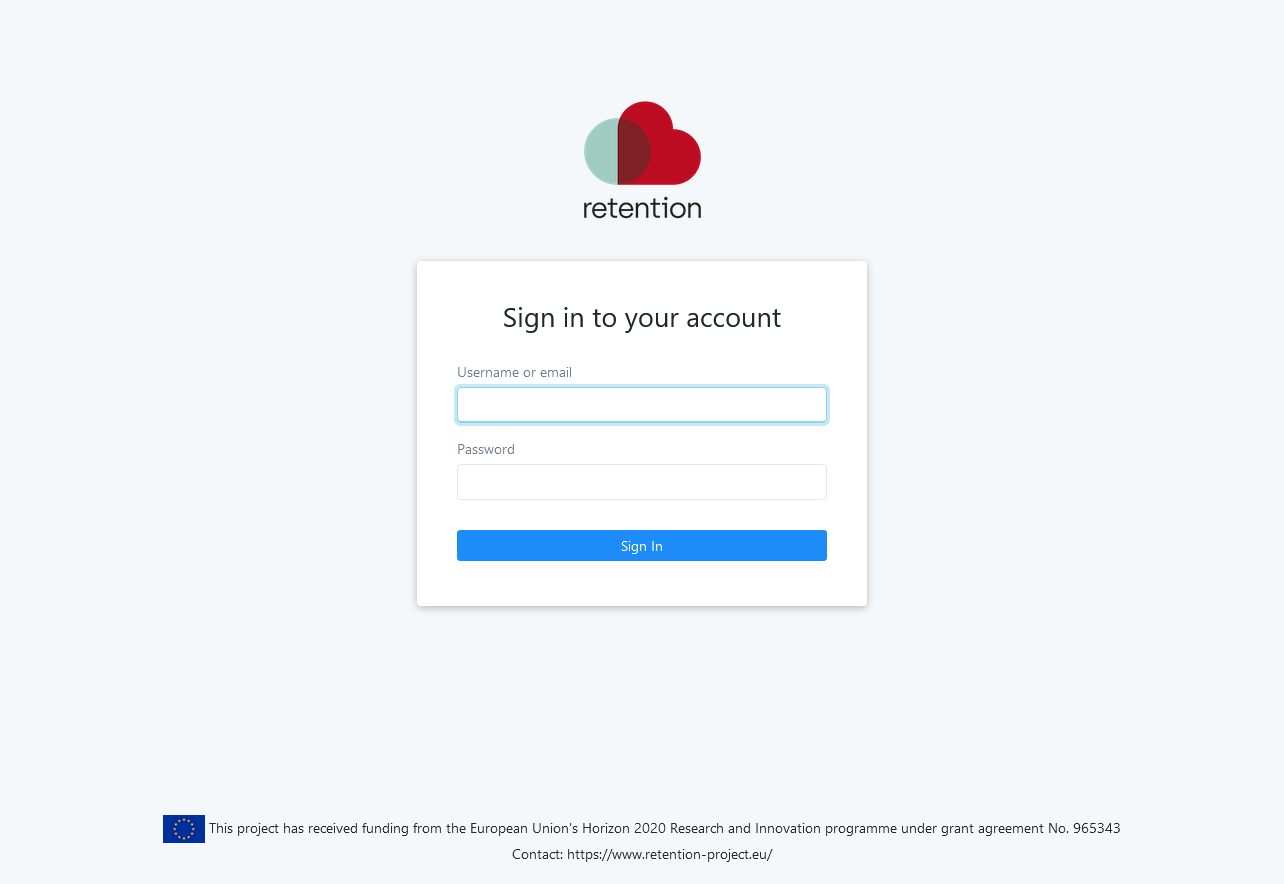 retention
Sign in to your account
Username or email
Password
Sign In
This project has received funding from the European Union's Horizon 2020 Research and Innovation programme under grant agreement No. 965343
Contact: https://www.retention-project.eu/